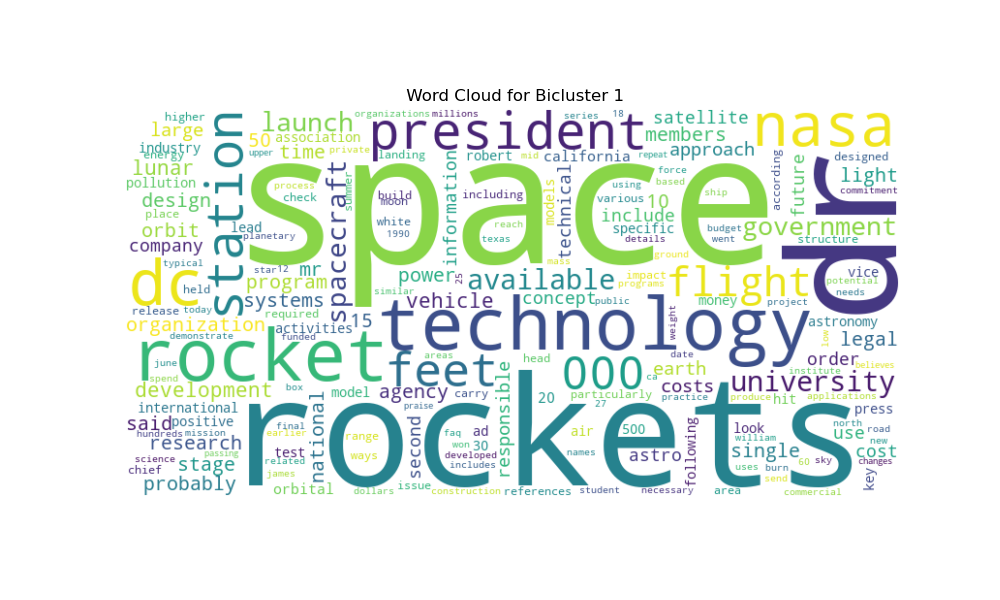 Word Cloud for Bicluster 1
higher
organizations millions
series 18
large
station
launch
president
satellite
nasa
industry
50 association
members
energy
time
upper
private
landing
robert mid california
repeat
approach
according
designed
dr
lunar
spacecraft
summer
space
information
models
technical
force
based
future
light
commitment
pollution
process
check
build
moon
including
using
various
ship
design
white
1990
reach
texas
include
10
specific
details
budget
went
government
structure
place
orbit
lead
planetary
company
star 12
mr
mass
ground
typical
dc
held
program
power
25
available
impact
programs
flight
vice
potential
needs
systems
vehicle
concept
public
money
project
release today
required
15
technology
weight
astronomy
organization
activities
legal
demonstrate
funded
rocket
feet
areas
head
000
earth
date
low
order
believes
june
responsible
ca
costs
university
institute
spend
development
box
model
agency
carry
20
particularly
practice
produce
applications
hit
international
national
praise
rockets
27
press
said
positive
final
earlier
second
ad
500
following
look
use
north
road
hundreds mission
range
faq
won
30
air
william
single
new
research
test
ways
developed
includes
names
astro
cost
science
passing
related
uses
burn
60
sky
changes
chief
stage
james
similar
send
key
probably
orbital
dollars
issue
construction
references
student
necessary
area
commercial